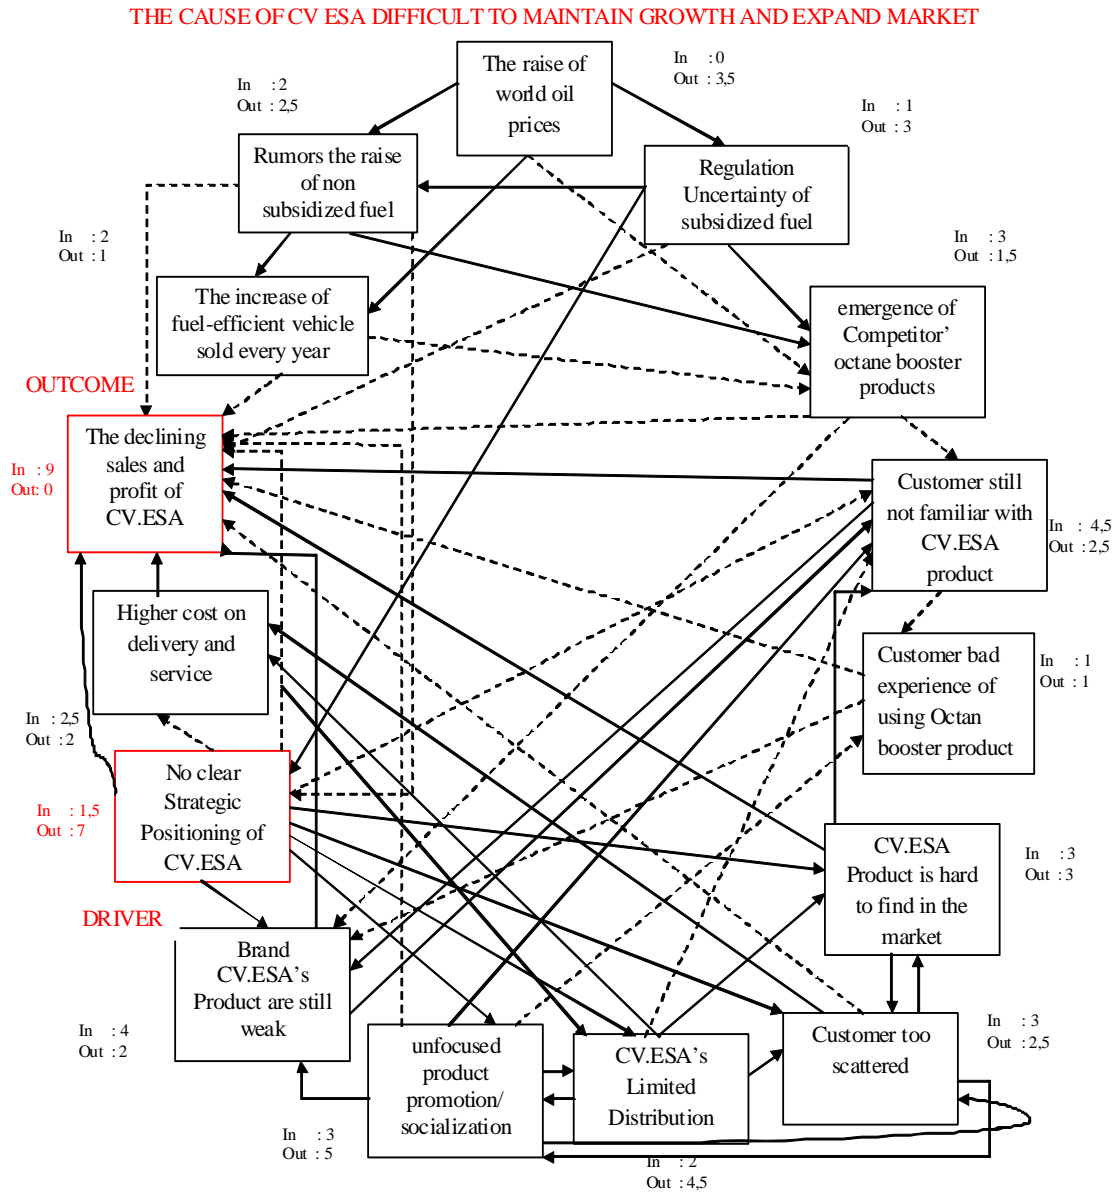 THE CAUSE OF CV ESA DIFFICULT TO MAINTAIN GROWTH AND EXPAND MARKET
In : 0
Out : 3,5
The raise of
world oil
prices
In : 2
Out : 2,5
In : 1
Out : 3
Rumors the raise
of non
subsidized fuel
Regulation
Uncertainty of
subsidized fuel
In : 2
Out : 1
In : 3
Out : 1,5
The increase of
fuel-efficient vehicle
sold every year
emergence of
Competitor'
octane booster
products
OUTCOME
The declining
sales and
profit of
CV.ESA
In : 9
Out: 0
Customer still
not familiar with
CV.ESA
product
In : 4,5
Out : 2,5
Higher cost on
delivery and
service
In : 2,5
Out : 2
Customer bad
experience of
using Octan
booster product
In : 1
Out : 1
No clear
Strategic
Positioning of
CV.ESA
In : 1,5
Out : 7
CV.ESA
Product is hard
to find in the
market
In : 3
Out : 3
DRIVER
Brand
CV.ESA's
Product are still
weak
In : 4
Out : 2
unfocused
product
promotion/
socialization
In : 3
Out : 5
CV.ESA's
Limited
Distribution
In : 2
Out : 4,5
Customer too
scattered
In : 3
Out : 2,5